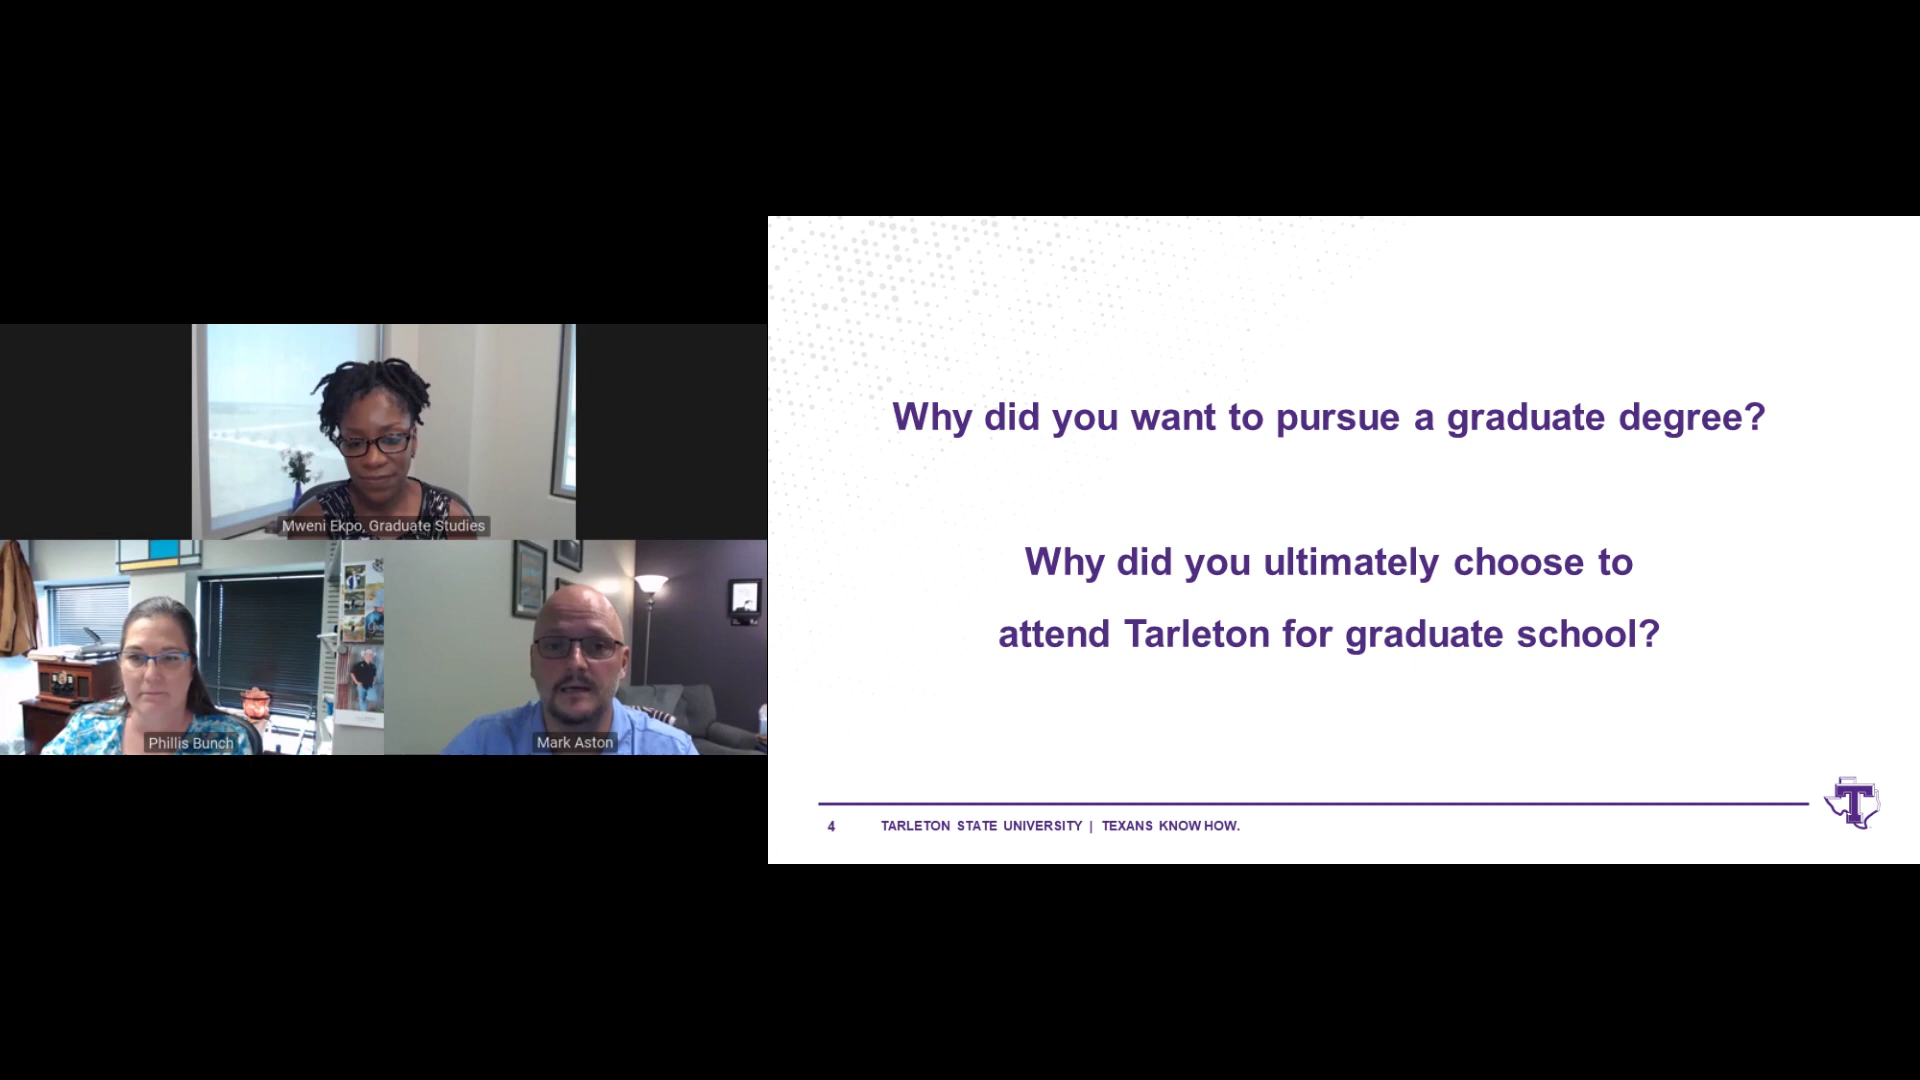 Mweni Ekpo, Graduate Studies
Phillis Bunch
Mark Aston
Why did you want to pursue a graduate degree?
Why did you ultimately choose to
attend Tarleton for graduate school?
4 TARLETON STATE UNIVERSITY | TEXANS KNOW HOW.
T